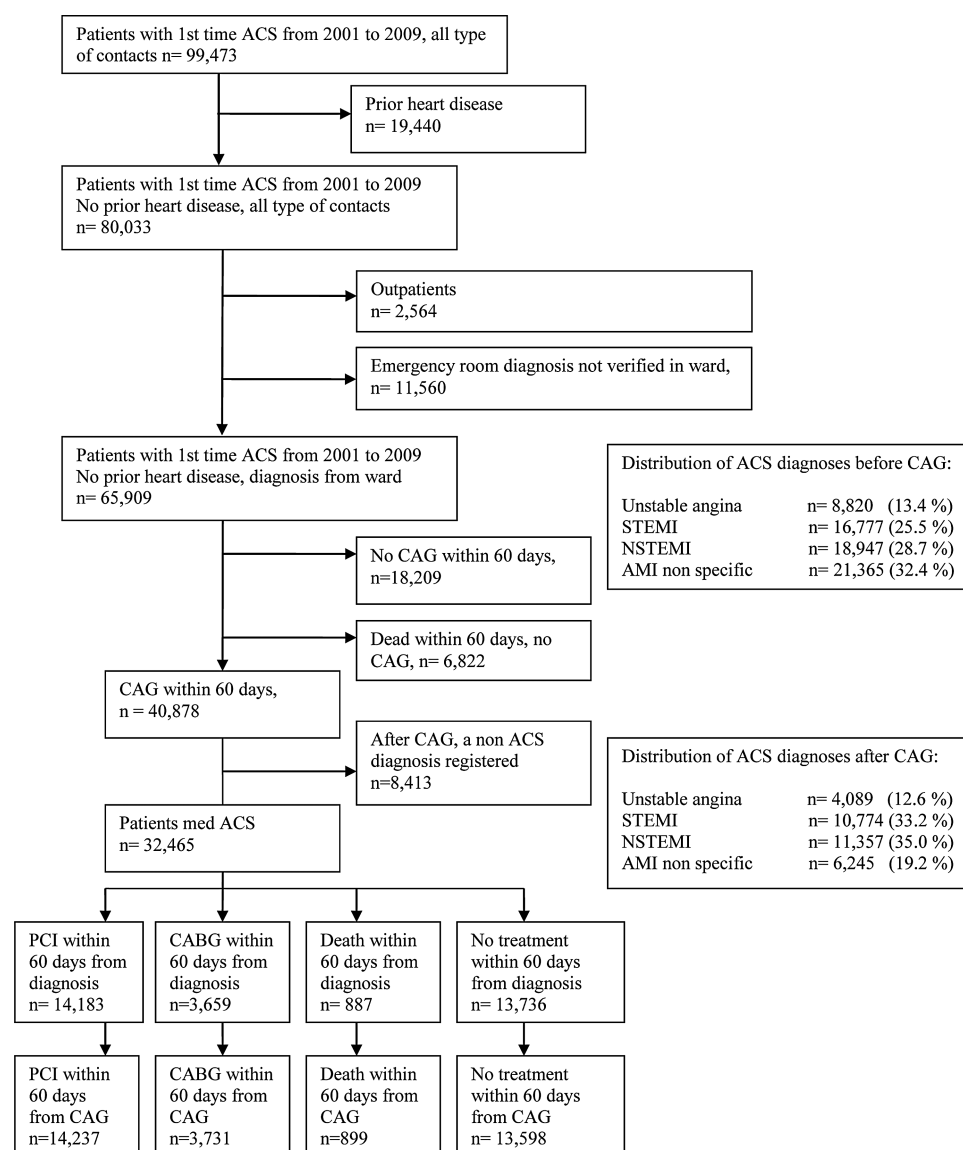 Patients with 1st time ACS from 2001 to 2009, all type
of contacts n= 99,473
Prior heart disease
n= 19,440
Patients with 1st time ACS from 2001 to 2009
No prior heart disease, all type of contacts
n= 80,033
Outpatients
n= 2,564
Emergency room diagnosis not verified in ward,
n= 11,560
Patients with 1st time ACS from 2001 to 2009
No prior heart disease, diagnosis from ward
n= 65,909
Distribution of ACS diagnoses before CAG:
Unstable angina n= 8,820 (13.4 %)
STEMI n= 16,777 (25.5 %)
NSTEMI n= 18,947 (28.7 %)
AMI non specific n= 21,365 (32.4 %)
No CAG within 60 days,
n=18,209
Dead within 60 days, no
CAG, n= 6,822
CAG within 60 days,
n = 40,878
After CAG, a non ACS
diagnosis registered
n=8,413
Distribution of ACS diagnoses after CAG:
Unstable angina n= 4,089 (12.6 %)
STEMI n= 10,774 (33.2 %)
NSTEMI n= 11,357 (35.0 %)
AMI non specific n= 6,245 (19.2 %)
Patients med ACS
n= 32,465
PCI within
60 days from
diagnosis
n= 14,183
CABG within
60 days from
diagnosis
n=3,659
Death within
60 days from
diagnosis
n= 887
No treatment
within 60 days
from diagnosis
n= 13,736
PCI within
60 days
from CAG
n=14,237
CABG within
60 days from
CAG
n=3,731
Death within
60 days from
CAG
n=899
No treatment
within 60 days
from CAG
n= 13,598